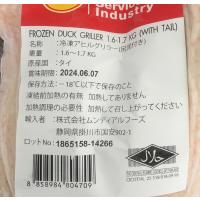 Service
Industry
FROZEN DUCK GRILLER 1.6-1.7 KG (WITH TAIL)
名称:冷凍アヒルグリラー(尻尾付き)
重量:1.6～1.7KG
原産国:タイ
賞味期限:2024.06.07
保存方法:－18℃以下で保存のこと
凍結前加熱の有無 加熱してありません
加熱調理の必要性 加熱して召し上がってください
輸入者:株式会社ムンディアルフーズ
静岡県掛川市国安902-1
ロットNo:1865158-14266
8 858984 004709